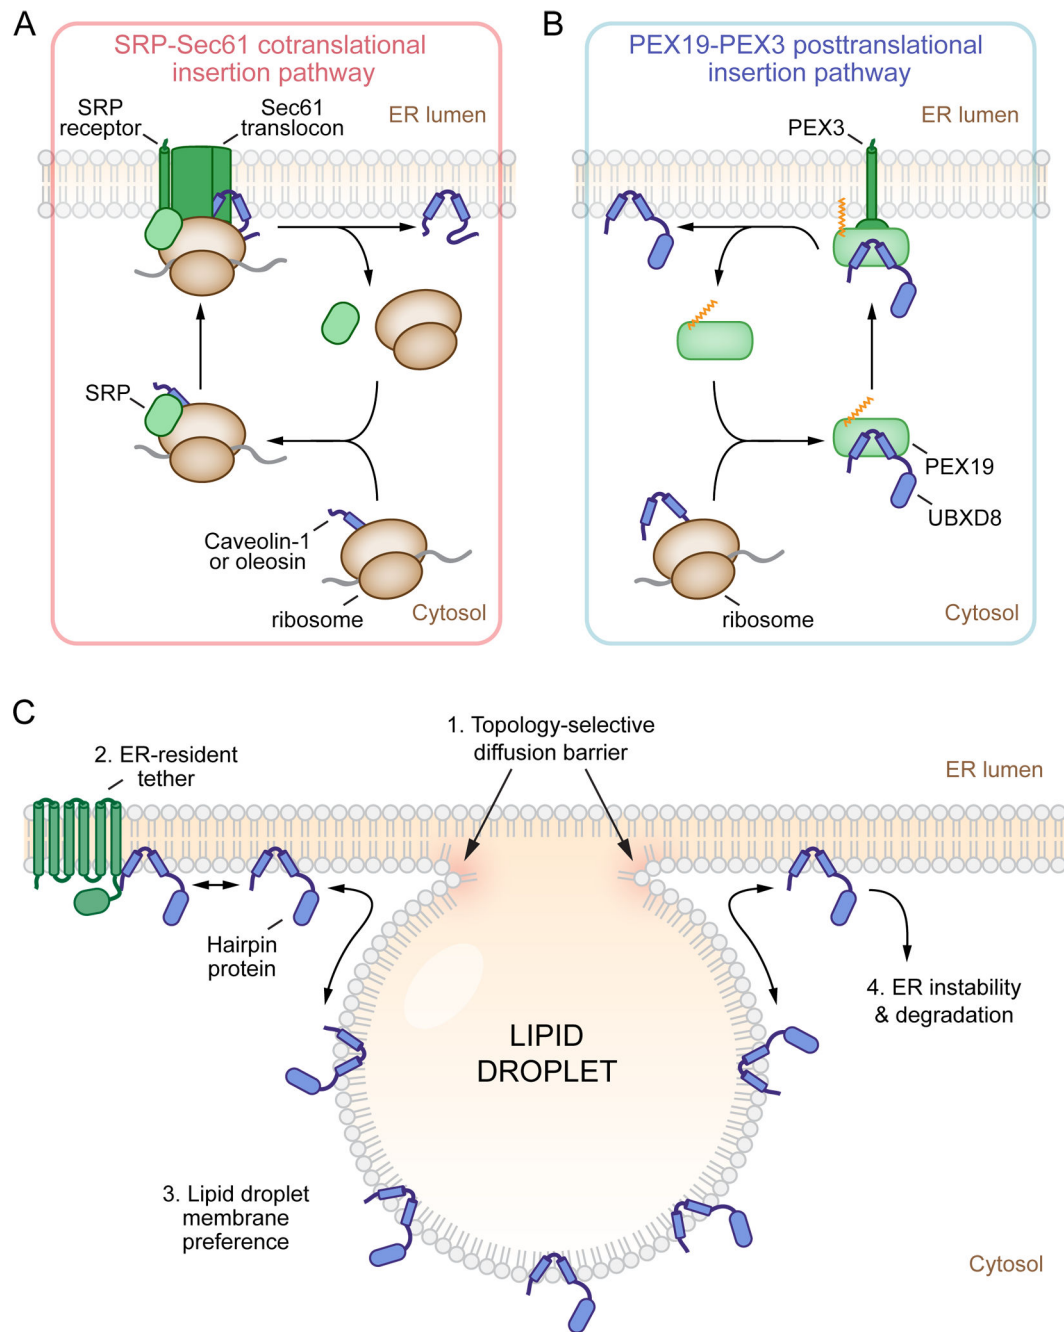 A
SRP-Sec61 cotranslational
insertion pathway
SRP
receptor
Sec61
translocon
ER lumen
SRP
Caveolin-1
or oleosin
ribosome
Cytosol
B
PEX19-PEX3 posttranslational
insertion pathway
PEX3
ER lumen
PEX19
UBXD8
ribosome
Cytosol
C
1. Topology-selective
diffusion barrier
2. ER-resident
tether
ER lumen
Hairpin
protein
4. ER instability
& degradation
LIPID
DROPLET
3. Lipid droplet
membrane
preference
Cytosol